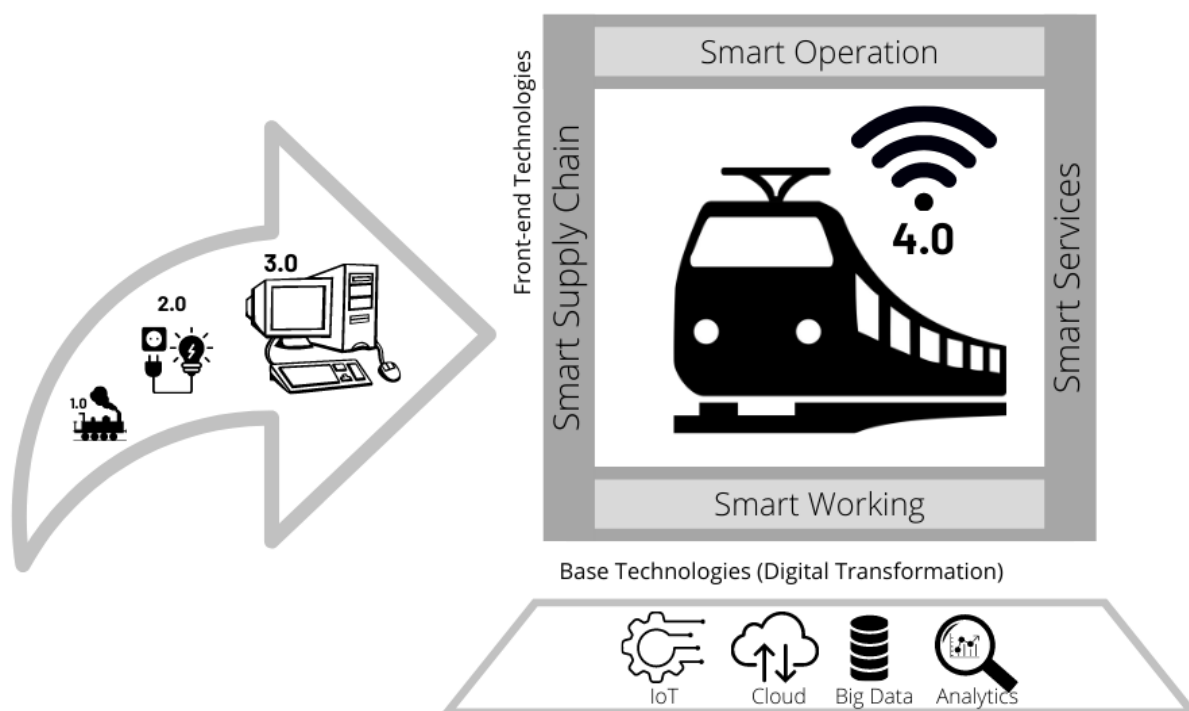 1.0
2.0
3.0
Front-end Technologies
Smart Supply Chain
Smart Operation
4.0
Smart Services
Smart Working
Base Technologies (Digital Transformation)
IoT
Cloud
Big Data
Analytics